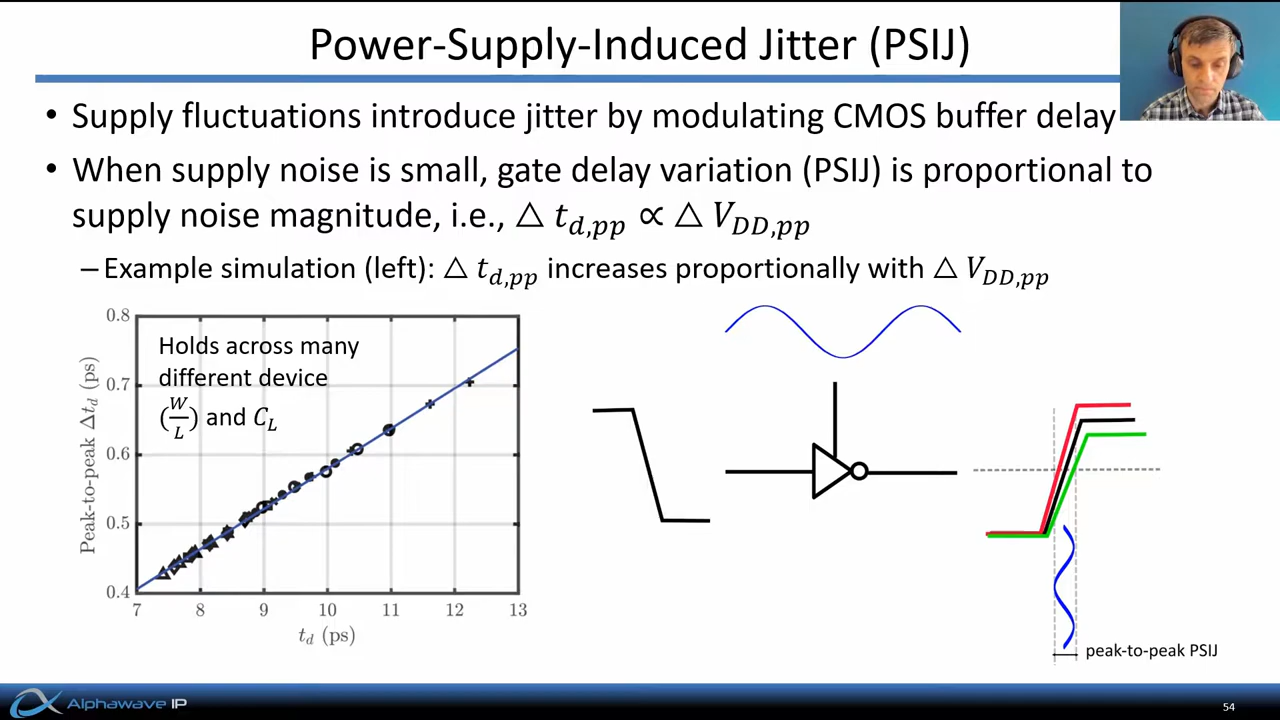 Power-Supply-Induced Jitter (PSIJ)
• Supply fluctuations introduce jitter by modulating CMOS buffer delay
• When supply noise is small, gate delay variation (PSIJ) is proportional to
supply noise magnitude, i.e., △ t_{d,pp} ∝ △ V_{DD,pp}
– Example simulation (left): △ t_{d,pp} increases proportionally with △ V_{DD,pp}
Holds across many
different device
(W/L) and C_L
Peak-to-peak Δt_d (ps)
0.8
0.7
0.6
0.5
0.4
7 8 9 10 11 12 13
t_d (ps)
peak-to-peak PSIJ
Alphawave IP
54